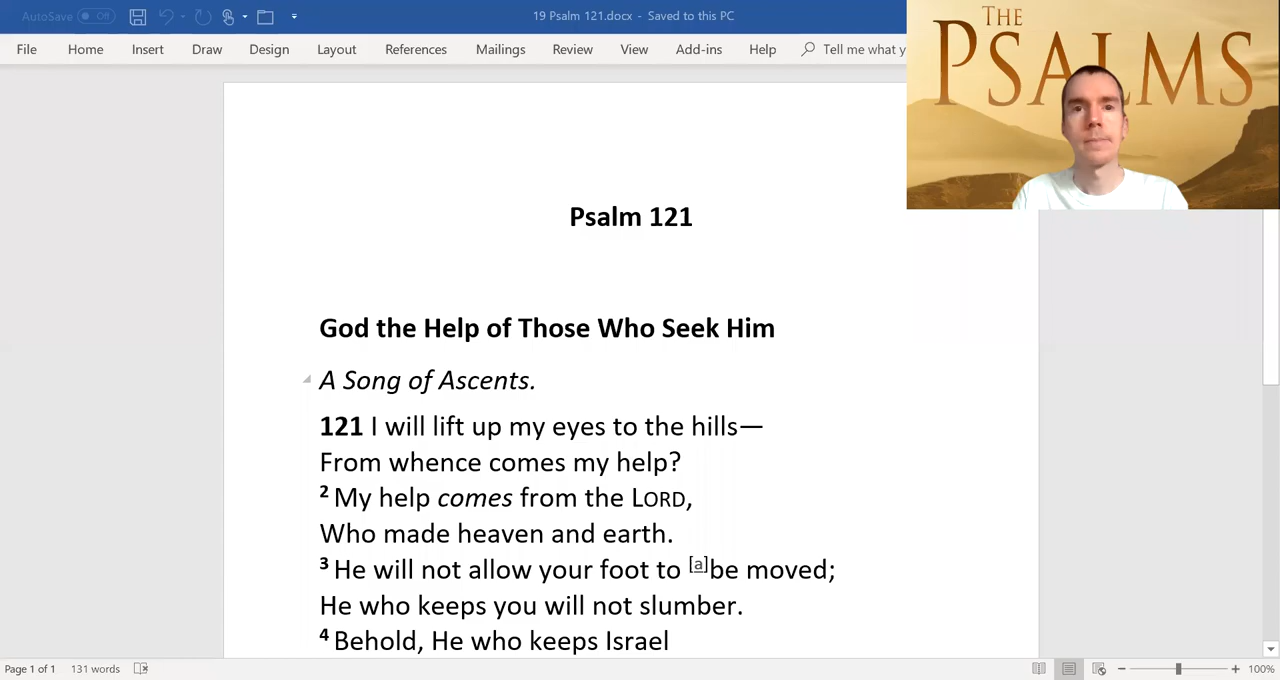 AutoSave Off
19 Psalm 121.docx - Saved to this PC
File Home Insert Draw Design Layout References Mailings Review View Add-ins Help Tell me what y
THE
PSALMS
Psalm 121
God the Help of Those Who Seek Him
A Song of Ascents.
121 I will lift up my eyes to the hills—
From whence comes my help?
2 My help comes from the LORD,
Who made heaven and earth.
3 He will not allow your foot to [a]be moved;
He who keeps you will not slumber.
4 Behold, He who keeps Israel
Page 1 of 1 131 words 100%